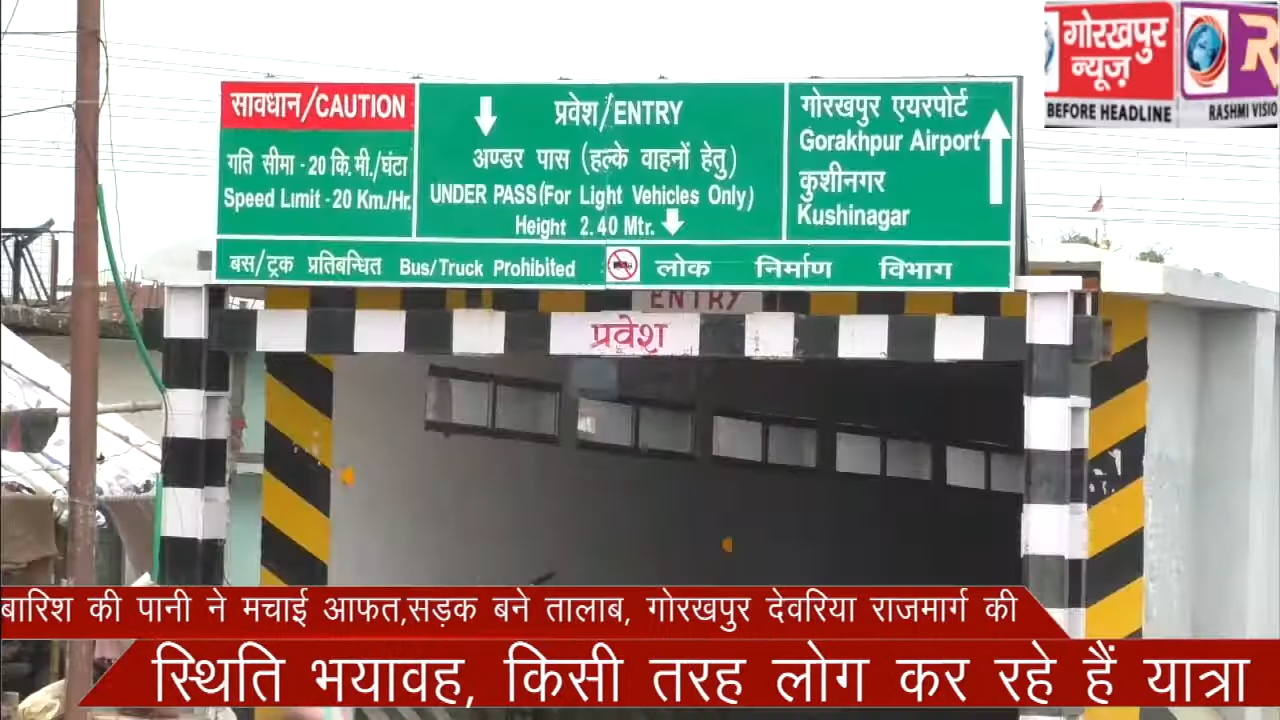 गोरखपुर
न्यूज़
BEFORE HEADLINE
R
RASHMI VISIO
सावधान/CAUTION
गति सीमा - 20 कि.मी./घंटा
Speed Limit - 20 Km./Hr.
प्रवेश/ENTRY
अण्डर पास (हल्के वाहनों हेतु)
UNDER PASS (For Light Vehicles Only)
Height 2.40 Mtr.
गोरखपुर एयरपोर्ट
Gorakhpur Airport
कुशीनगर
Kushinagar
बस/ट्रक प्रतिबन्धित Bus/Truck Prohibited लोक निर्माण विभाग
ENTRY
प्रवेश
बारिश की पानी ने मचाई आफत,सड़क बने तालाब, गोरखपुर देवरिया राजमार्ग की
स्थिति भयावह, किसी तरह लोग कर रहे हैं यात्रा